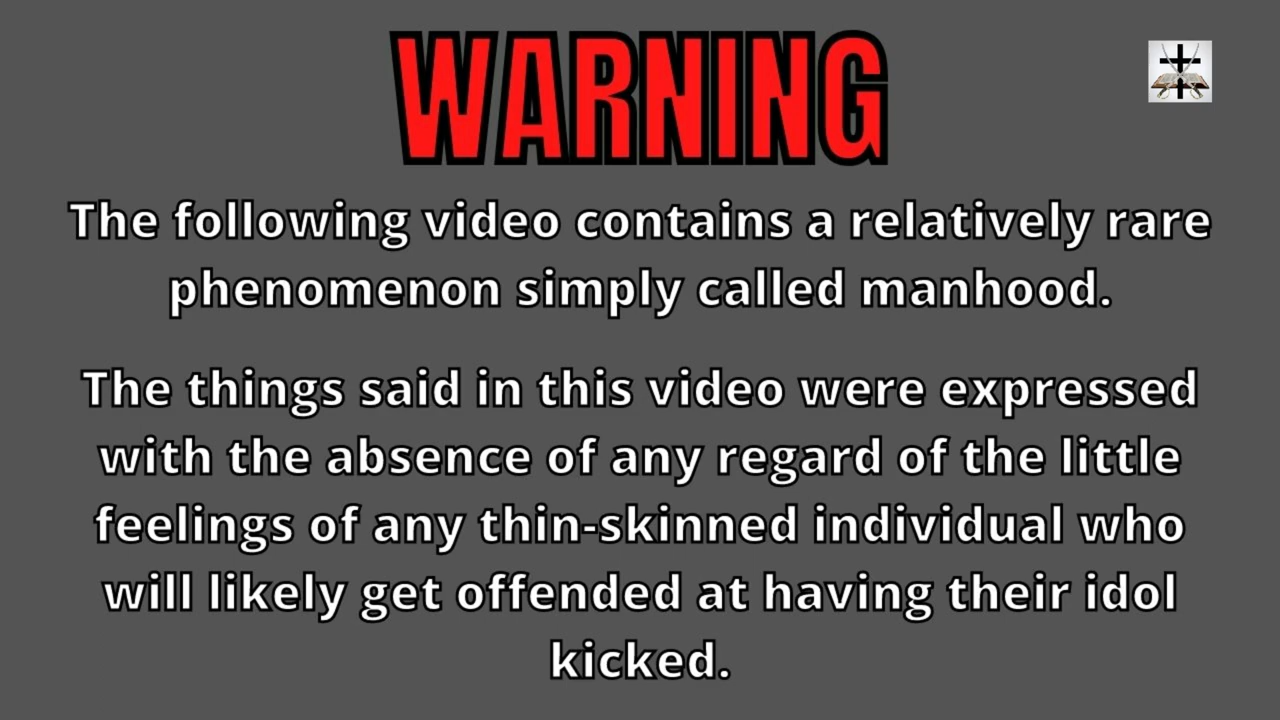 WARNING
The following video contains a relatively rare
phenomenon simply called manhood.
The things said in this video were expressed
with the absence of any regard of the little
feelings of any thin-skinned individual who
will likely get offended at having their idol
kicked.